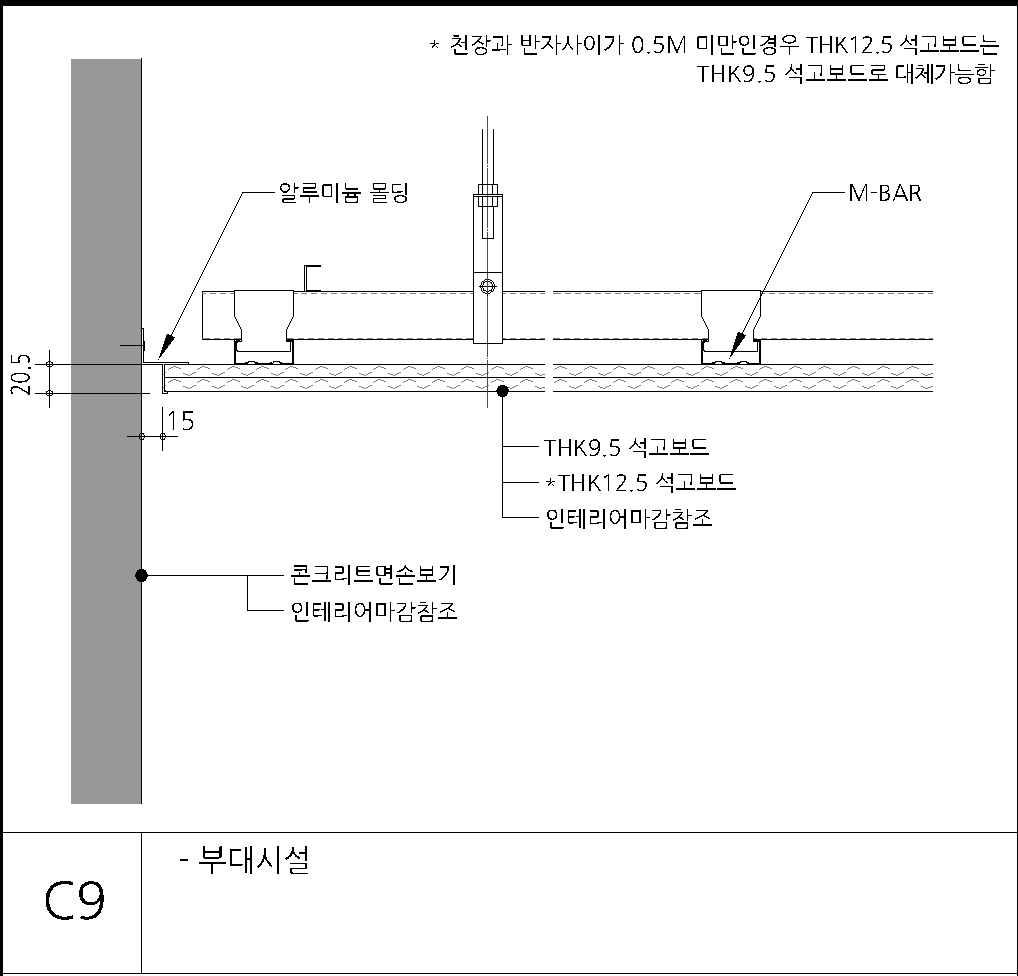 * 천장과 반자사이가 0.5M 미만인경우 THK12.5 석고보드는
THK9.5 석고보드로 대체가능함
알루미늄 몰딩
M-BAR
20.5
15
THK9.5 석고보드
*THK12.5 석고보드
인테리어마감참조
콘크리트면손보기
인테리어마감참조
C9
- 부대시설